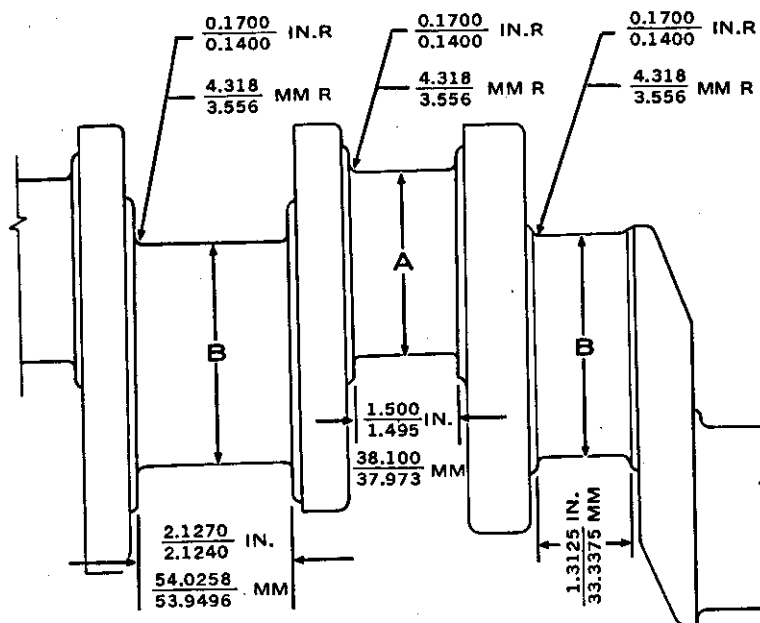 0.1700
0.1400 IN.R
4.318
3.556 MM R
0.1700
0.1400 IN.R
4.318
3.556 MM R
0.1700
0.1400 IN.R
4.318
3.556 MM R
B
A
B
1.500
1.495 IN.
38.100
37.973 MM
2.1270
2.1240 IN.
54.0258
53.9496 MM
1.3125 IN.
33.3375 MM